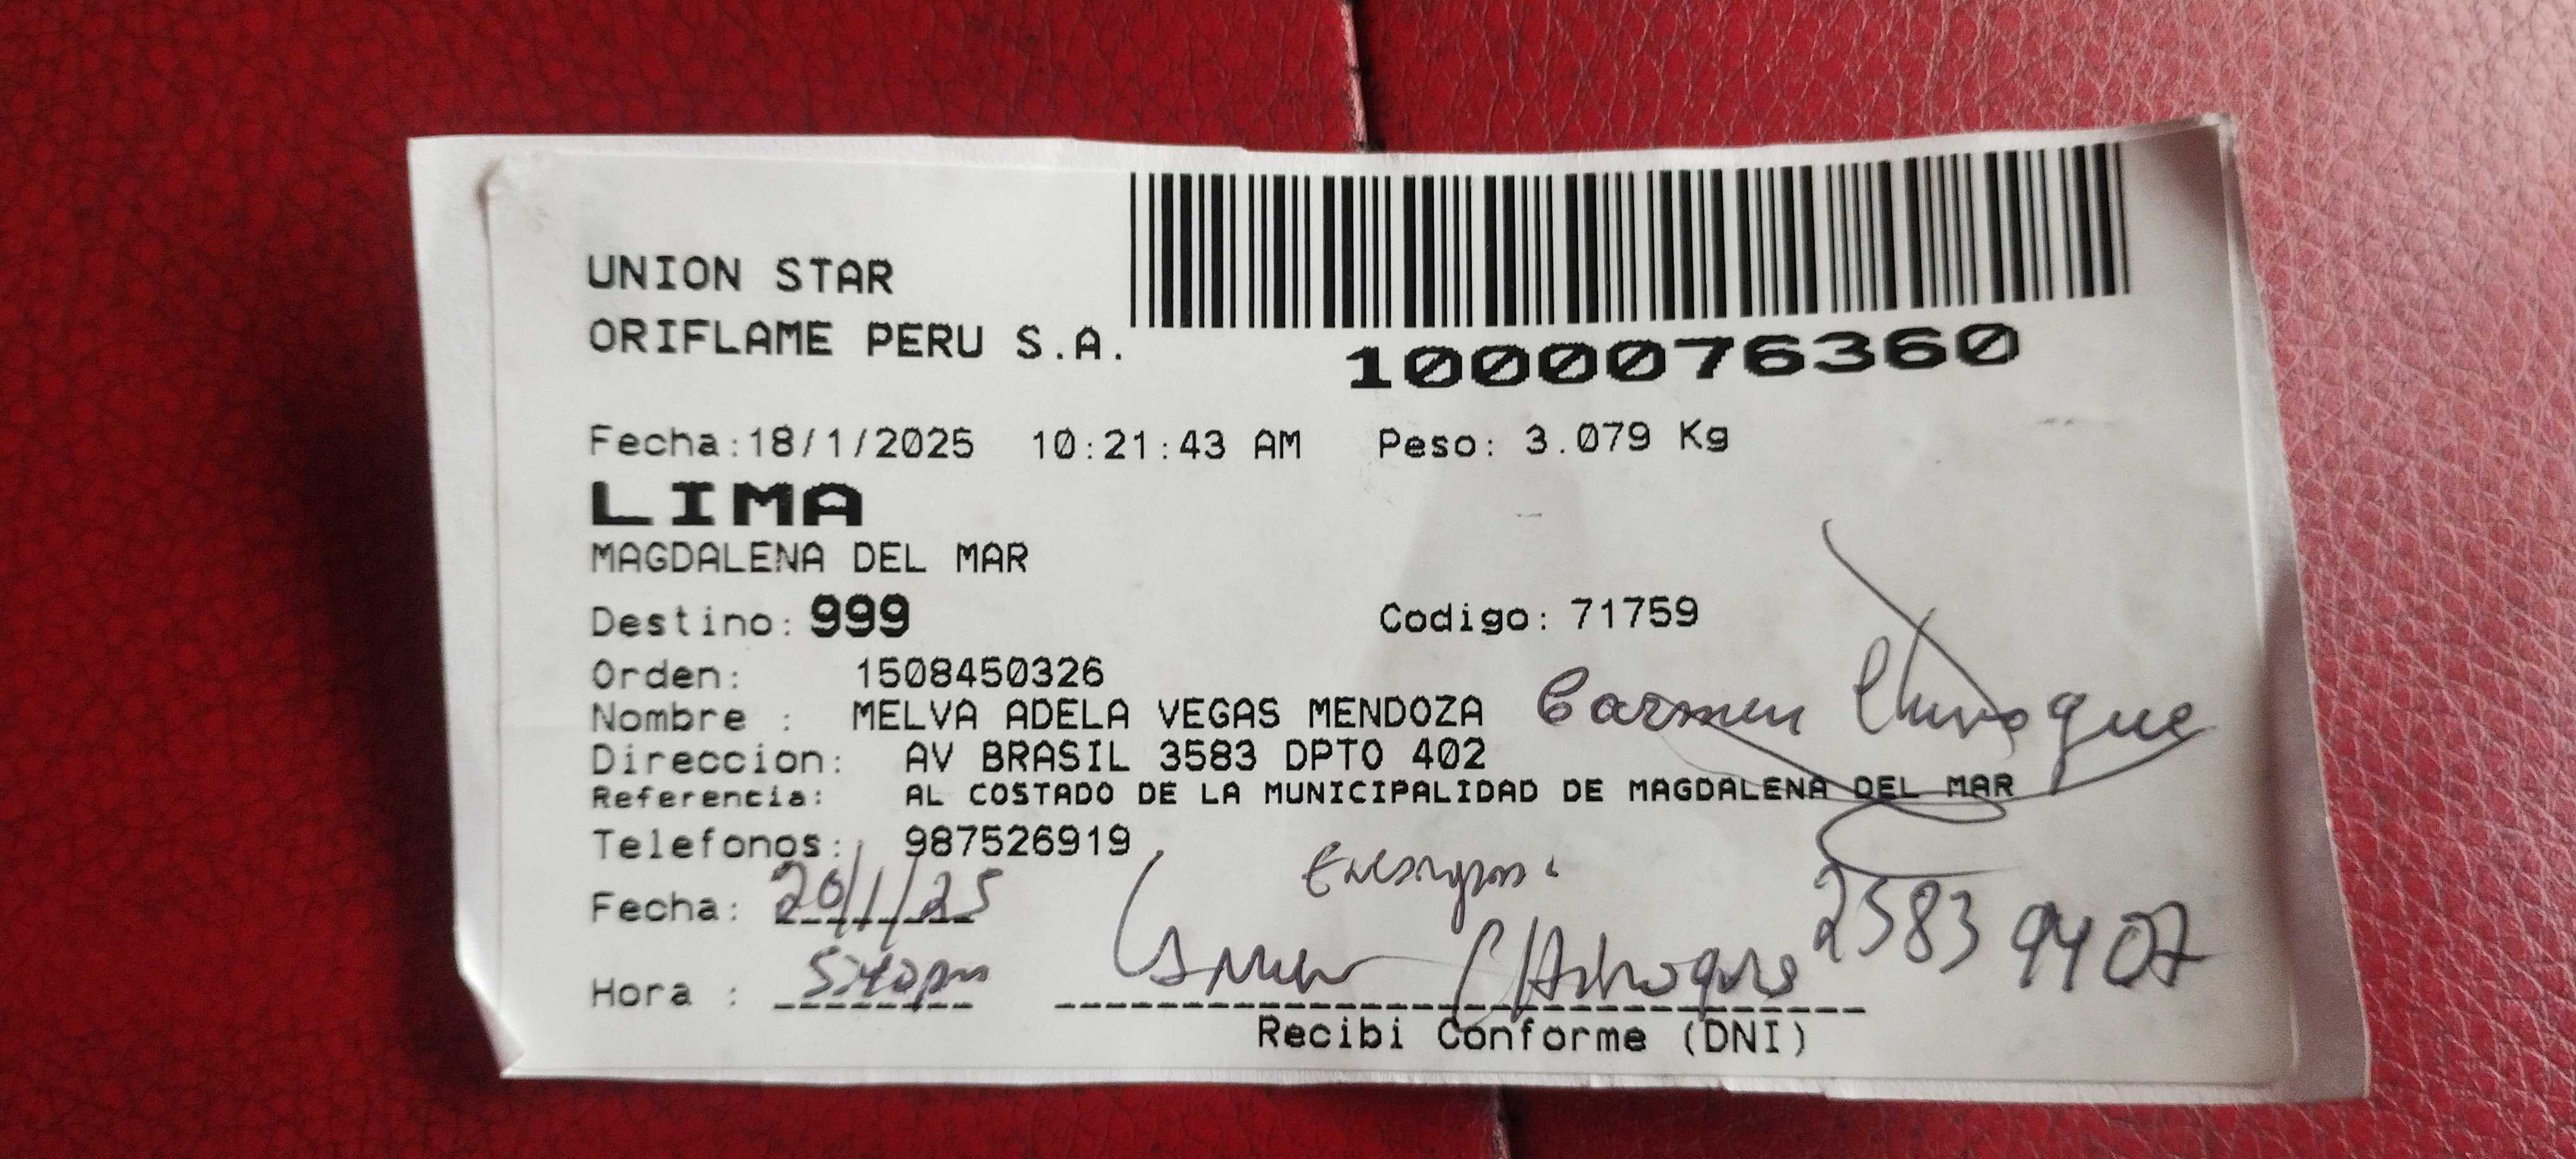 UNION STAR
ORIFLAME PERU S.A.
1000076360
Fecha:18/1/2025 10:21:43 AM Peso: 3.079 Kg
LIMA
MAGDALENA DEL MAR
Destino: 999 Codigo: 71759
Orden: 1508450326
Nombre : MELVA ADELA VEGAS MENDOZA Carmen
Direccion: AV BRASIL 3583 DPTO 402
Referencia: AL COSTADO DE LA MUNICIPALIDAD DE MAGDALENA DEL MAR
Telefonos: 987526919
Fecha: 20/1/25 25839407
Hora : 5:40pm
Recibi Conforme (DNI)